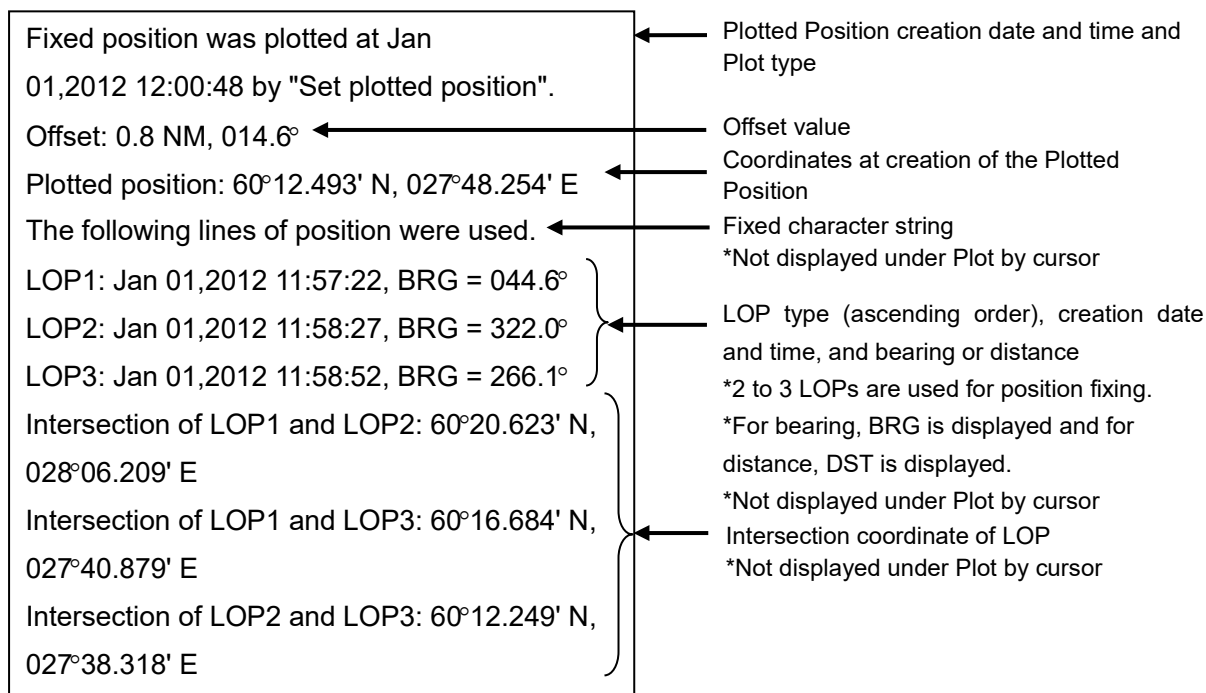 Fixed position was plotted at Jan
01,2012 12:00:48 by "Set plotted position".
Offset: 0.8 NM, 014.6°
Plotted position: 60°12.493' N, 027°48.254' E
The following lines of position were used.
LOP1: Jan 01,2012 11:57:22, BRG = 044.6°
LOP2: Jan 01,2012 11:58:27, BRG = 322.0°
LOP3: Jan 01,2012 11:58:52, BRG = 266.1°
Intersection of LOP1 and LOP2: 60°20.623' N,
028°06.209' E
Intersection of LOP1 and LOP3: 60°16.684' N,
027°40.879' E
Intersection of LOP2 and LOP3: 60°12.249' N,
027°38.318' E
Plotted Position creation date and time and
Plot type
Offset value
Coordinates at creation of the Plotted
Position
Fixed character string
*Not displayed under Plot by cursor
LOP type (ascending order), creation date
and time, and bearing or distance
*2 to 3 LOPs are used for position fixing.
*For bearing, BRG is displayed and for
distance, DST is displayed.
*Not displayed under Plot by cursor
Intersection coordinate of LOP
*Not displayed under Plot by cursor